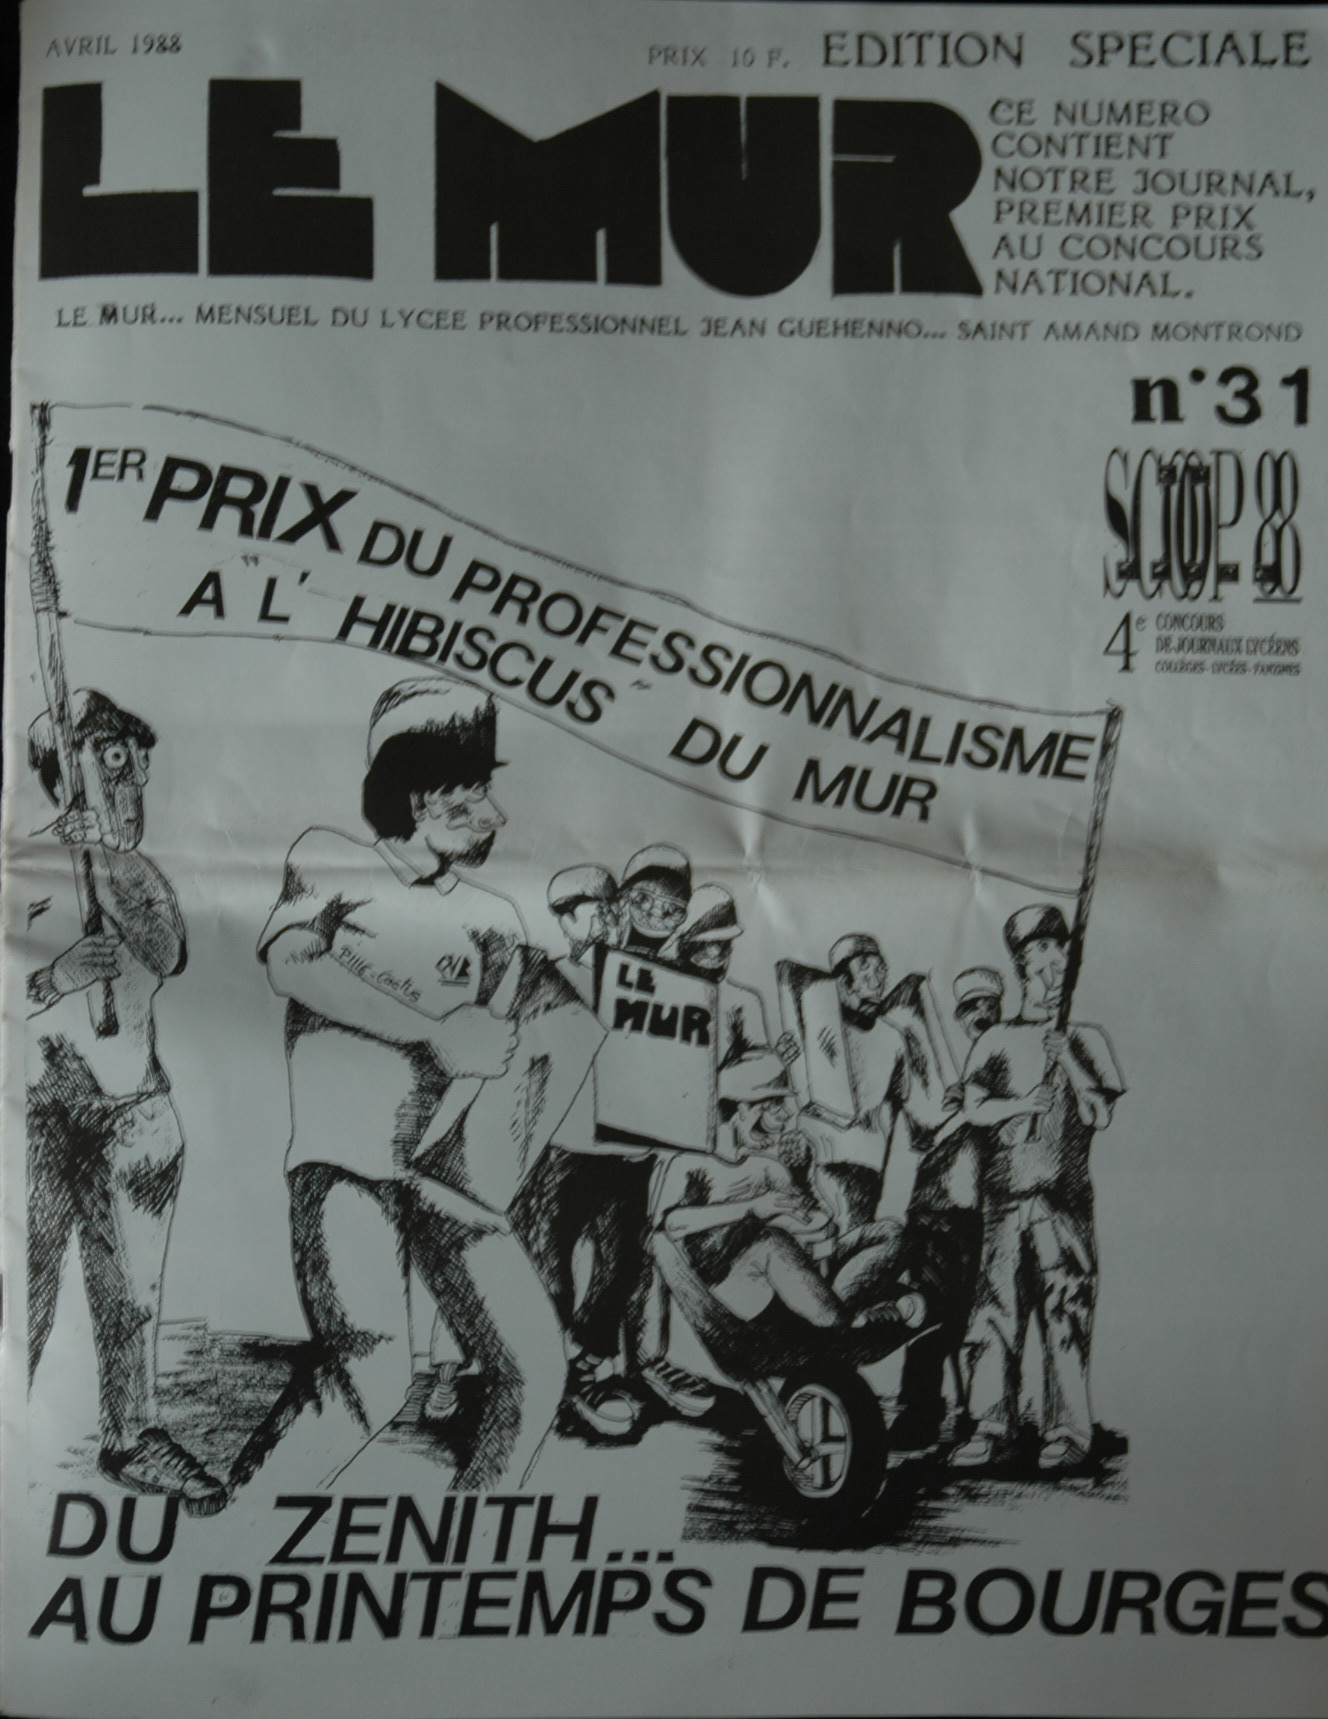 AVRIL 1988
PRIX 10 F. EDITION SPECIALE
LE MUR
CE NUMERO
CONTIENT
NOTRE JOURNAL,
PREMIER PRIX
AU CONCOURS
NATIONAL.
LE MUR... MENSUEL DU LYCEE PROFESSIONNEL JEAN GUEHENNO... SAINT AMAND MONTROND
n°31
SCOOP 88
4e CONCOURS
DE JOURNAUX LYCÉENS
COLLÈGES - LYCÉES -
1ER PRIX DU PROFESSIONNALISME
A "L'HIBISCUS" DU MUR
LE
MUR
DU ZENITH...
AU PRINTEMPS DE BOURGES